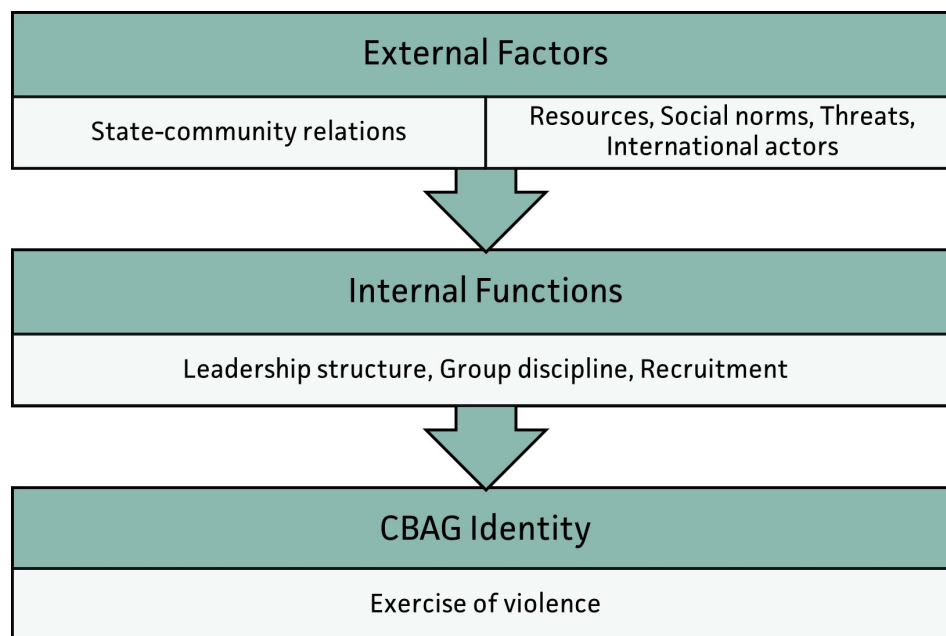 External Factors
State-community relations
Resources, Social norms, Threats,
International actors
Internal Functions
Leadership structure, Group discipline, Recruitment
CBAG Identity
Exercise of violence